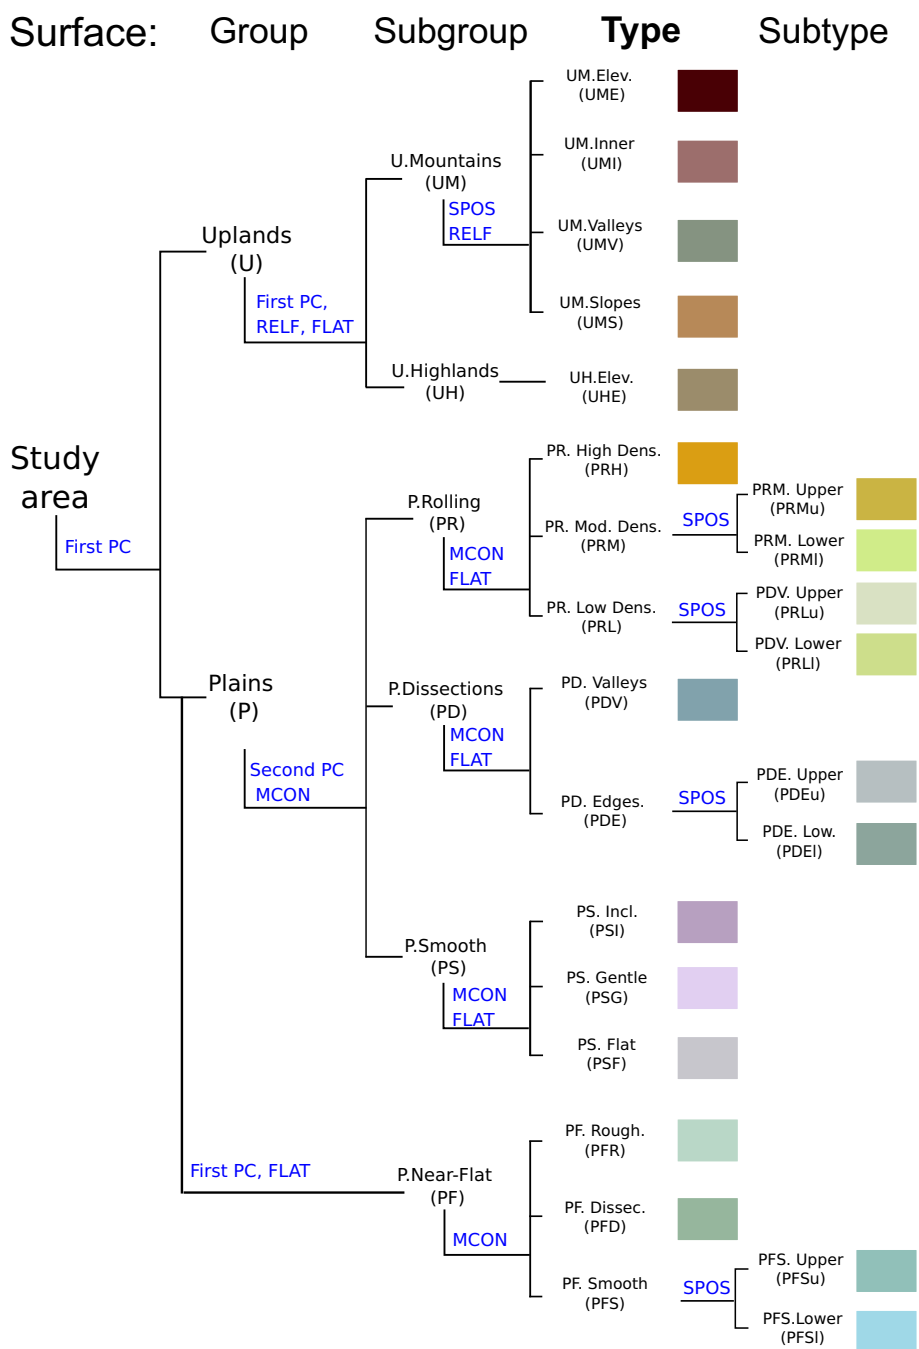 Surface:
Group
Subgroup
Type
Subtype
Study
area
First PC
Uplands
(U)
First PC,
RELF, FLAT
U.Mountains
(UM)
SPOS
RELF
UM.Elev.
(UME)
UM.Inner
(UMI)
UM.Valleys
(UMV)
UM.Slopes
(UMS)
U.Highlands
(UH)
UH.Elev.
(UHE)
Plains
(P)
Second PC
MCON
P.Rolling
(PR)
MCON
FLAT
PR. High Dens.
(PRH)
PR. Mod. Dens.
(PRM)
SPOS
PRM. Upper
(PRMu)
PRM. Lower
(PRMl)
PR. Low Dens.
(PRL)
SPOS
PDV. Upper
(PRLu)
PDV. Lower
(PRLl)
P.Dissections
(PD)
MCON
FLAT
PD. Valleys
(PDV)
PD. Edges.
(PDE)
SPOS
PDE. Upper
(PDEu)
PDE. Low.
(PDEl)
P.Smooth
(PS)
MCON
FLAT
PS. Incl.
(PSI)
PS. Gentle
(PSG)
PS. Flat
(PSF)
First PC, FLAT
P.Near-Flat
(PF)
MCON
PF. Rough.
(PFR)
PF. Dissec.
(PFD)
PF. Smooth
(PFS)
SPOS
PFS. Upper
(PFSu)
PFS.Lower
(PFSl)